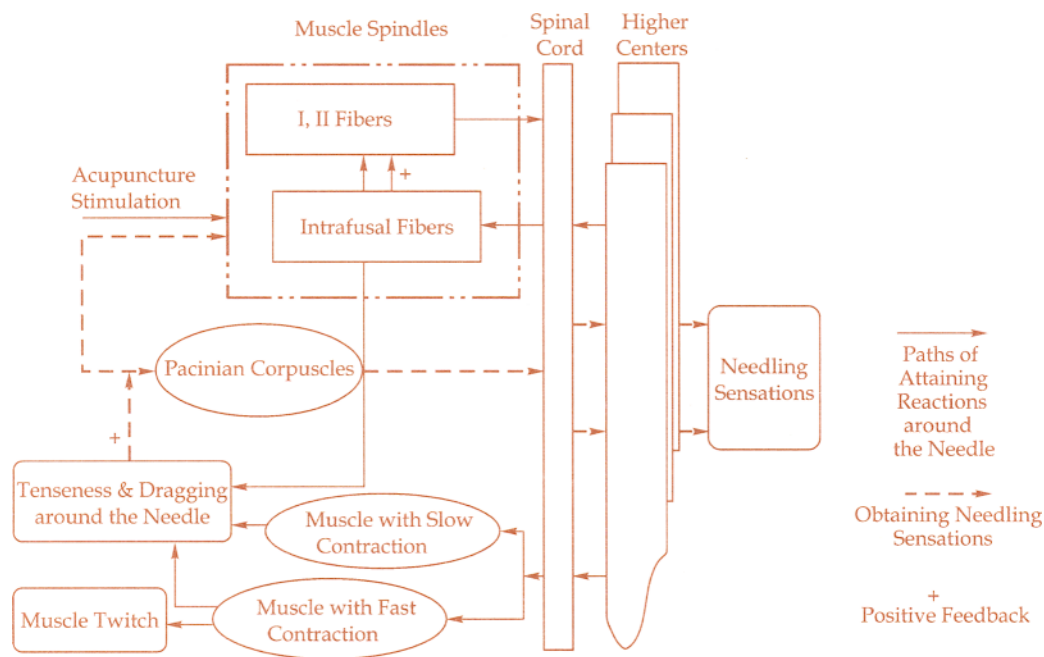 Muscle Spindles
Spinal
Cord
Higher
Centers
I, II Fibers
+
Acupuncture
Stimulation
Intrafusal Fibers
Pacinian Corpuscles
+
Needling
Sensations
Paths of
Attaining
Reactions
around
the Needle
Tenseness & Dragging
around the Needle
Muscle with Slow
Contraction
Obtaining Needling
Sensations
Muscle Twitch
Muscle with Fast
Contraction
+
Positive Feedback